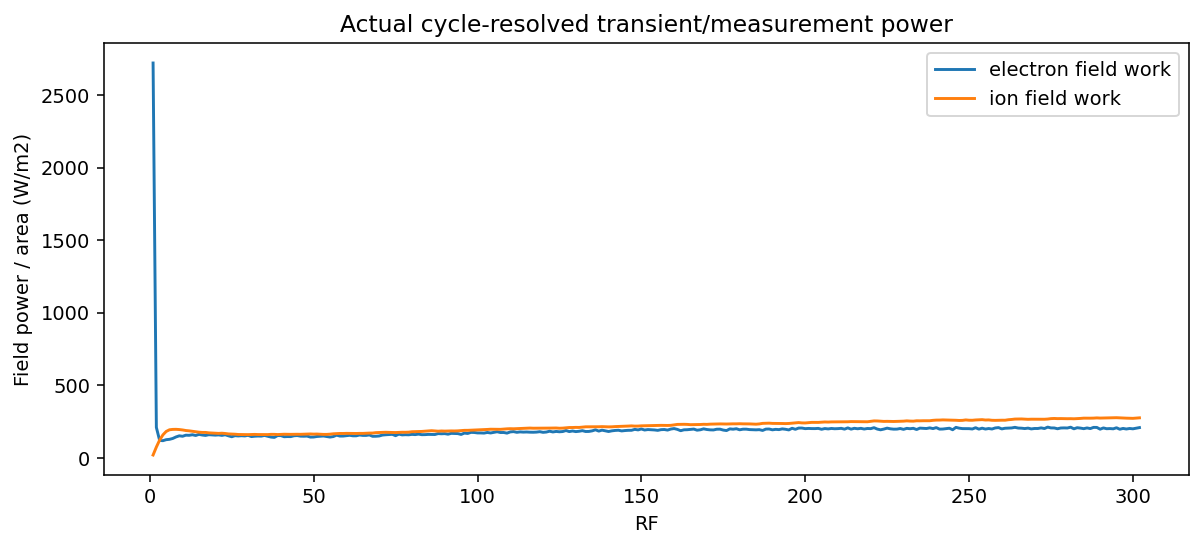 Actual cycle-resolved transient/measurement power
electron field work
ion field work
Field power / area (W/m2)
2500
2000
1500
1000
500
0
0 50 100 150 200 250 300
RF